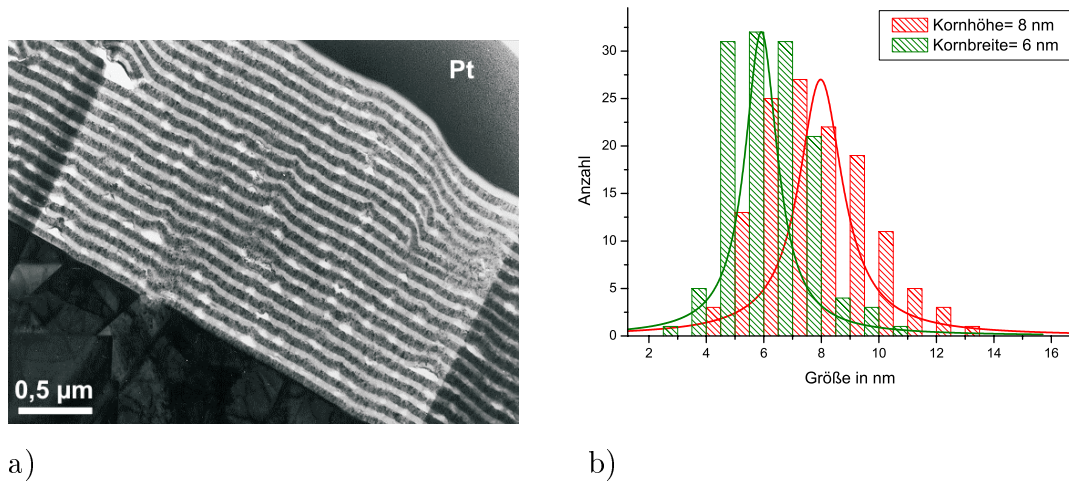 Pt
0,5 µm
a)
Kornhöhe= 8 nm
Kornbreite= 6 nm
Anzahl
30
25
20
15
10
5
0
2 4 6 8 10 12 14 16
Größe in nm
b)